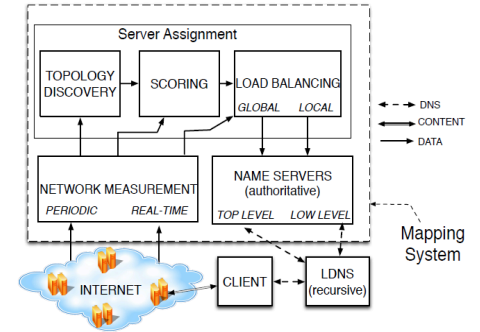 Server Assignment
TOPOLOGY
DISCOVERY
SCORING
LOAD BALANCING
GLOBAL LOCAL
DNS
CONTENT
DATA
NETWORK MEASUREMENT
PERIODIC REAL-TIME
NAME SERVERS
(authoritative)
TOP LEVEL LOW LEVEL
Mapping
System
INTERNET
CLIENT
LDNS
(recursive)